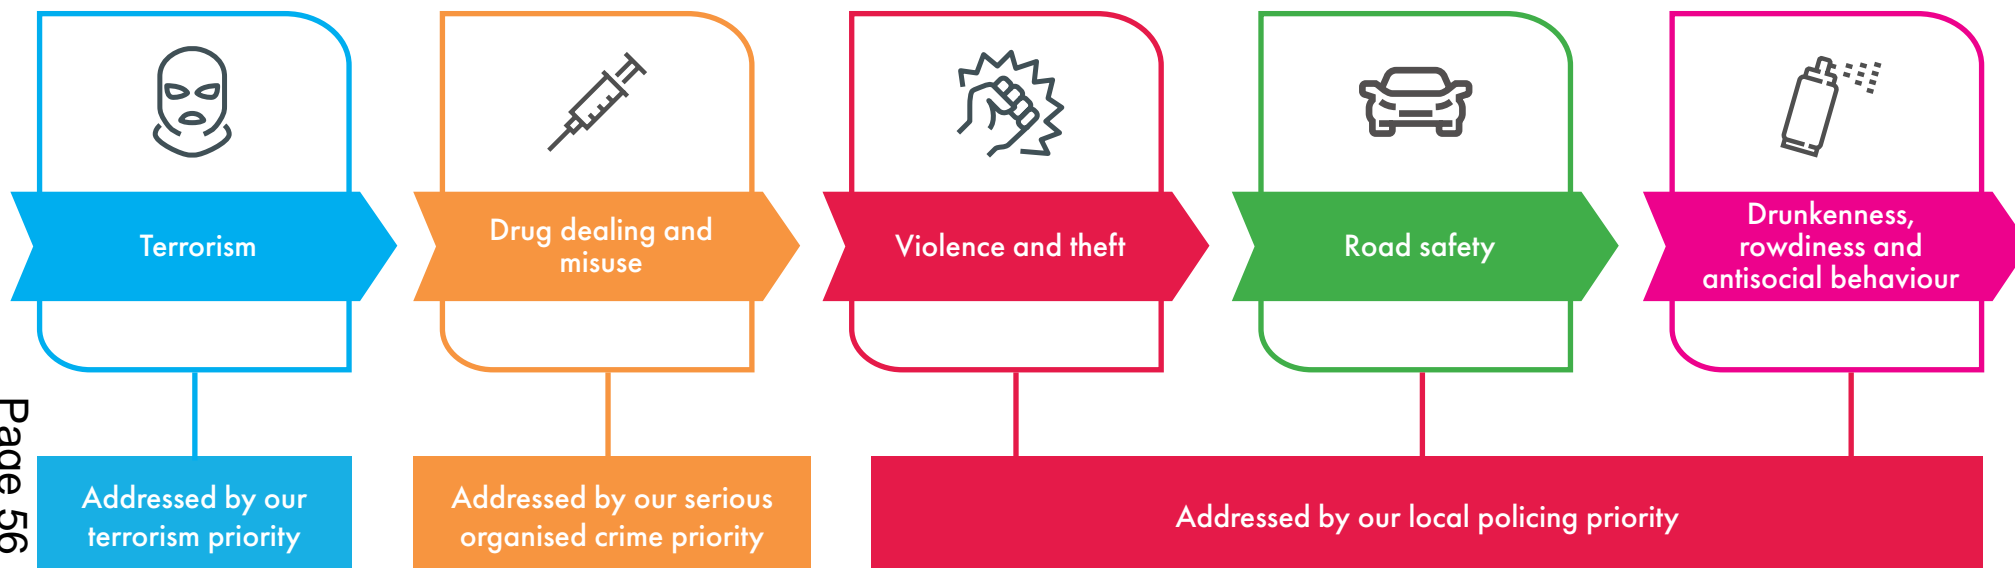 Terrorism
Drug dealing and
misuse
Violence and theft
Road safety
Drunkenness,
rowdiness and
antisocial behaviour
Addressed by our
terrorism priority
Addressed by our serious
organised crime priority
Addressed by our local policing priority
Page 56